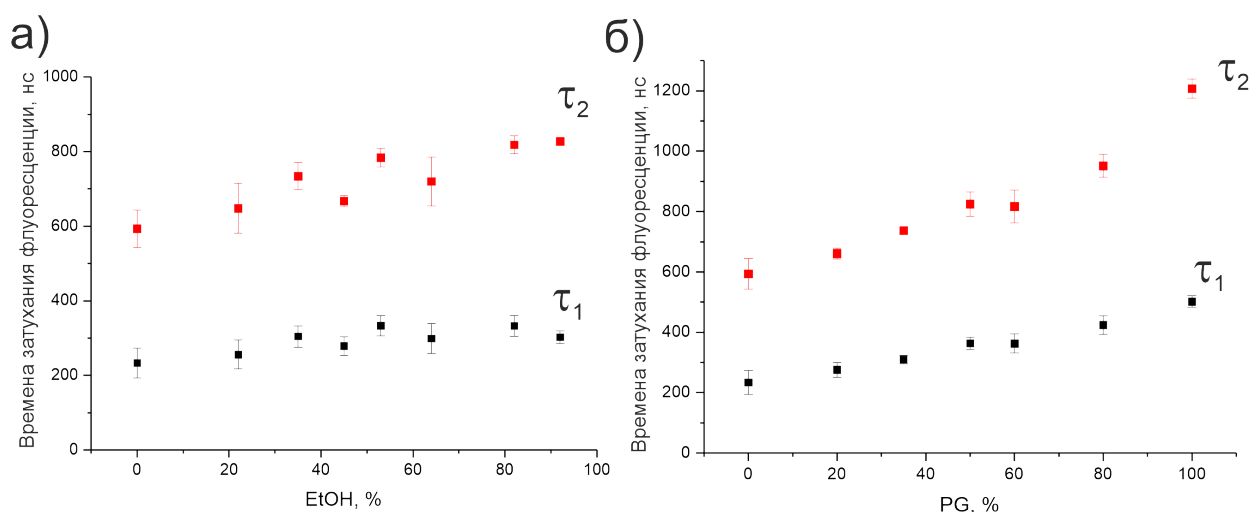 а)
Времена затухания флуоресценции, нс
1000
800
600
400
200
0
0 20 40 60 80 100
EtOH, %
τ2
τ1
б)
Времена затухания флуоресценции, нс
1200
1000
800
600
400
200
0
0 20 40 60 80 100
PG, %
τ2
τ1